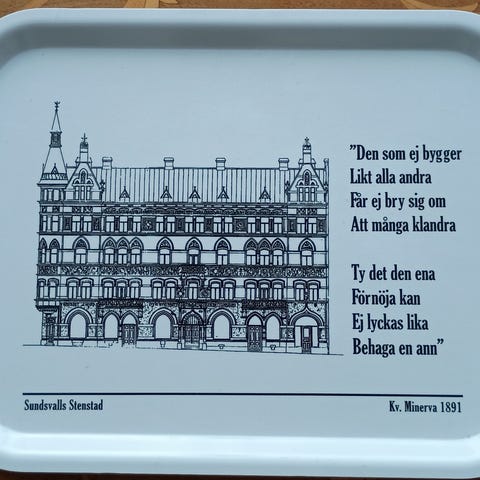 ”Den som ej bygger
Likt alla andra
Får ej bry sig om
Att många klandra
Ty det den ena
Förnöja kan
Ej lyckas lika
Behaga en ann”
Sundsvalls Stenstad
Kv. Minerva 1891